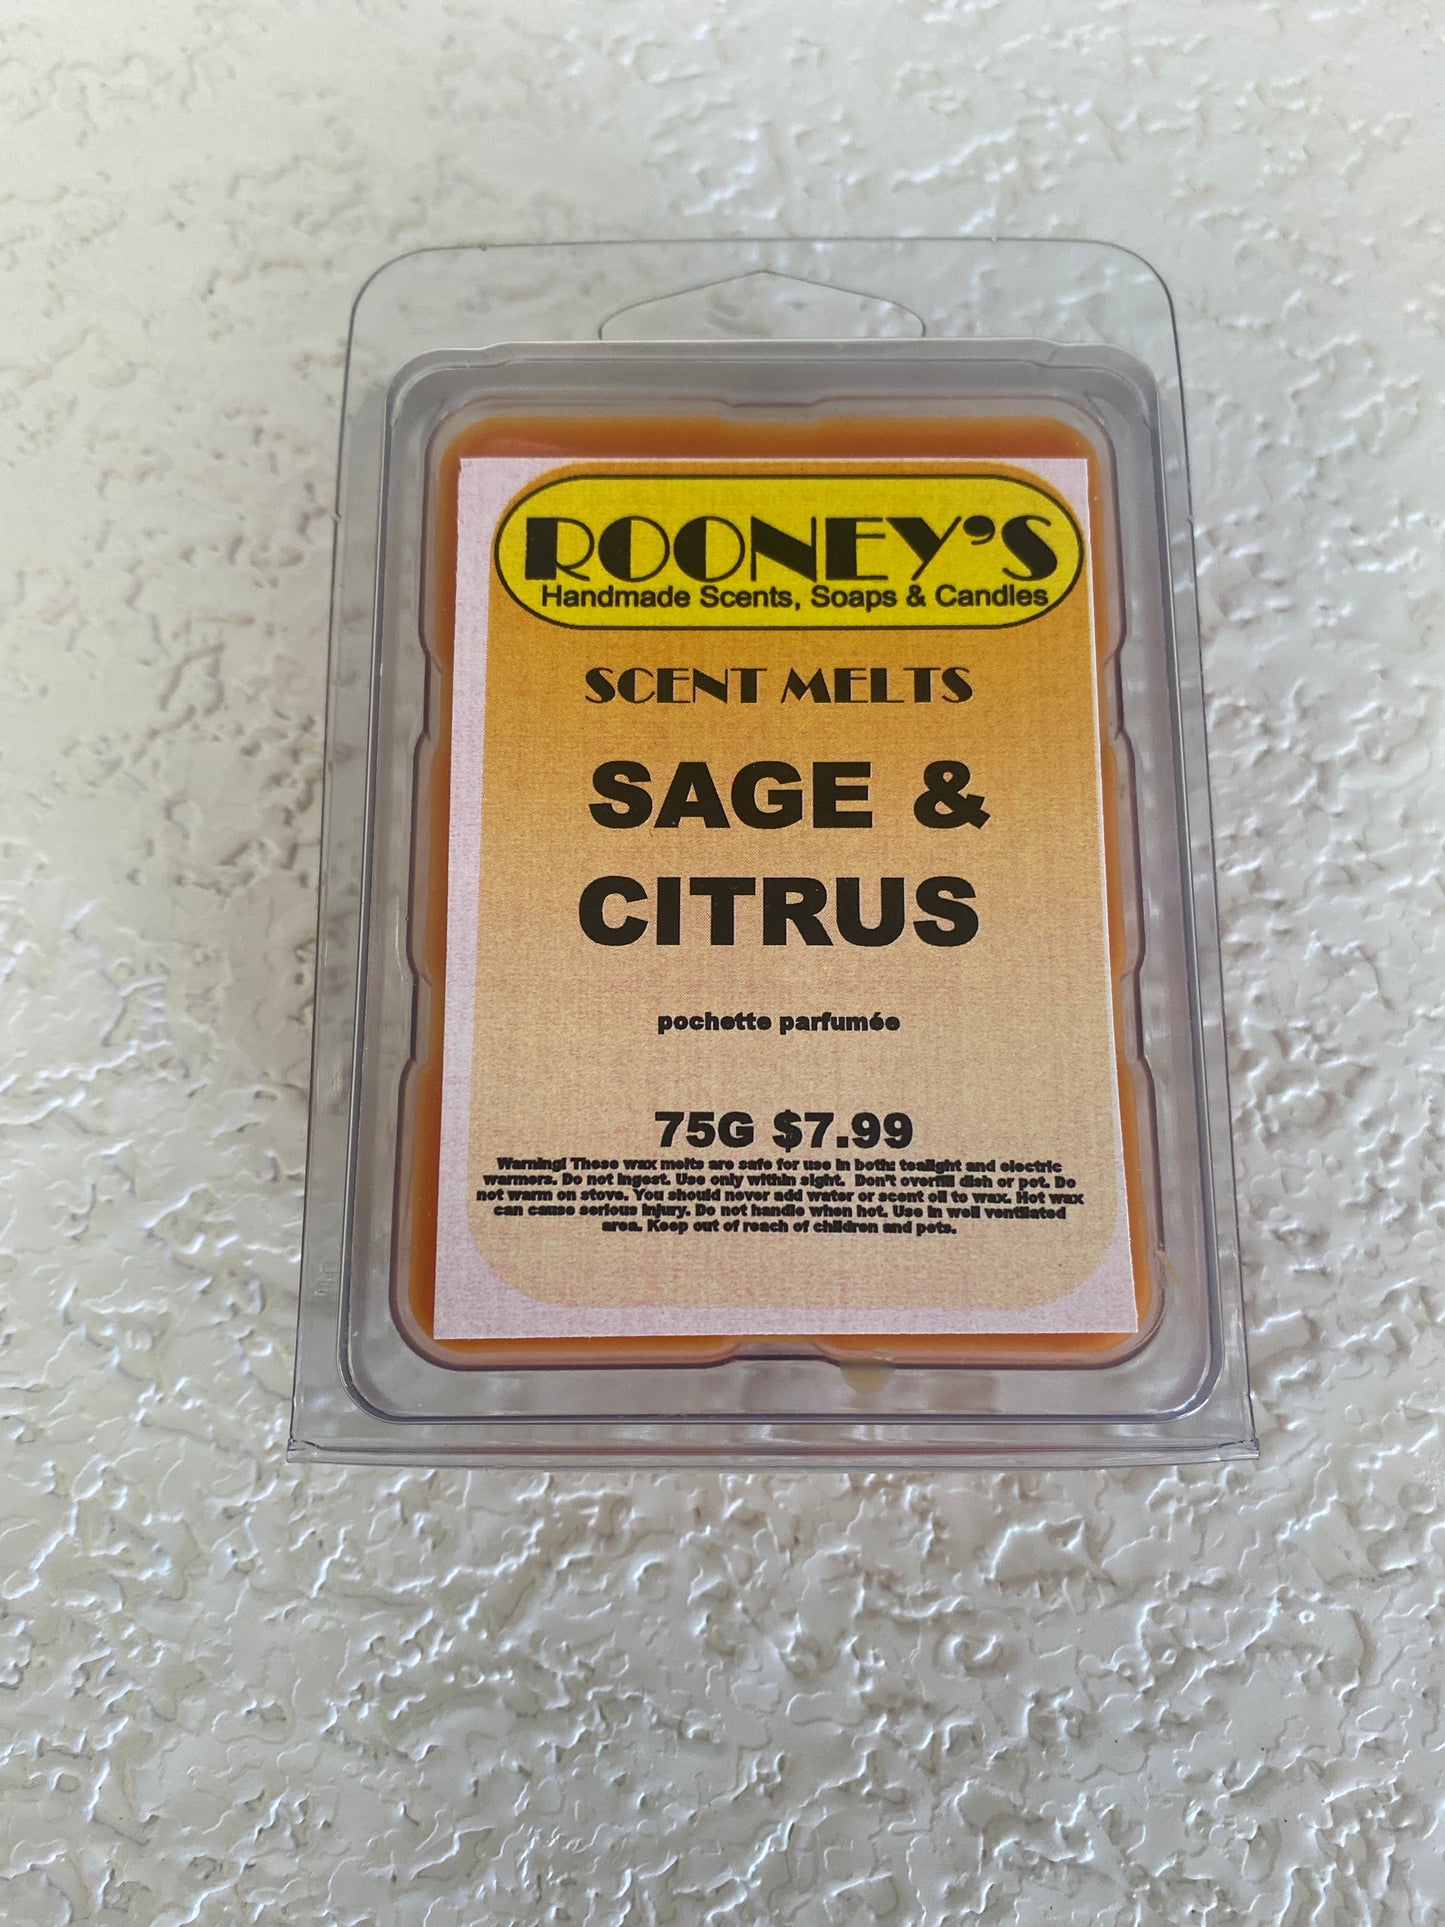 ROONEY'S
Handmade Scents, Soaps & Candles
SCENT MELTS
SAGE &
CITRUS
pochette parfumée
75G $7.99
Warning! These wax melts are safe for use in both: tealight and electric
warmers. Do not ingest. Use only within sight. Don't overfill dish or pot. Do
not warm on stove. You should never add water or scent oil to wax. Hot wax
can cause serious injury. Do not handle when hot. Use in well ventilated
area. Keep out of reach of children and pets.